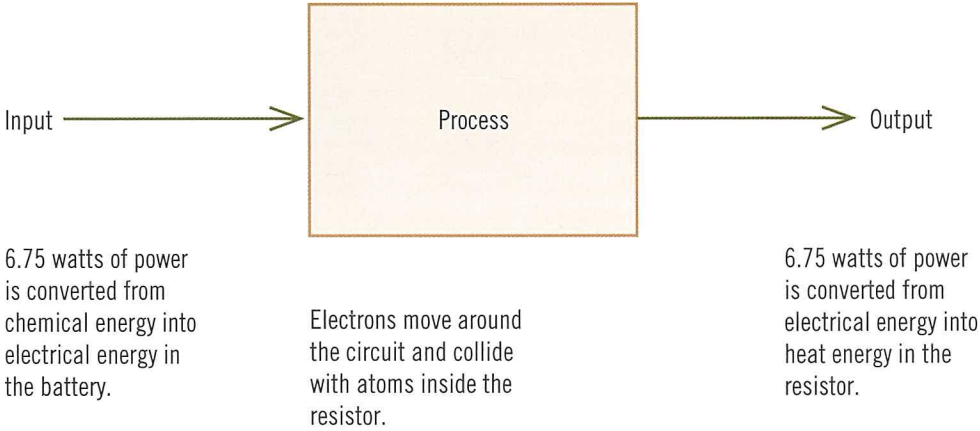 Input
Process
Output
6.75 watts of power
is converted from
chemical energy into
electrical energy in
the battery.
Electrons move around
the circuit and collide
with atoms inside the
resistor.
6.75 watts of power
is converted from
electrical energy into
heat energy in the
resistor.